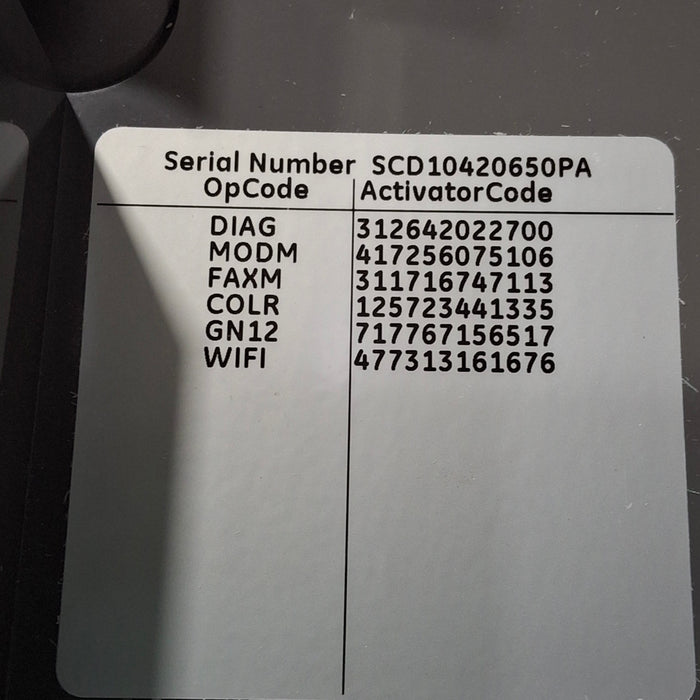 Serial Number SCD10420650PA
OpCode ActivatorCode
DIAG 312642022700
MODM 417256075106
FAXM 311716747113
COLR 125723441335
GN12 717767156517
WIFI 477313161676